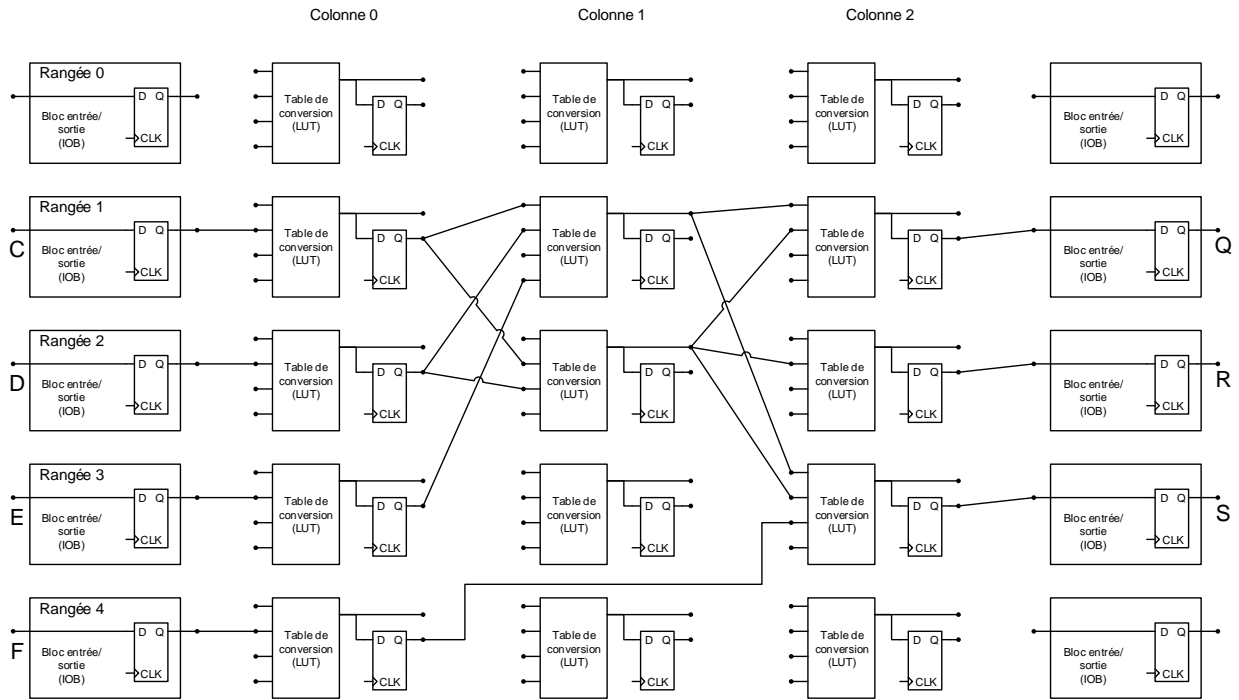 Colonne 0
Colonne 1
Colonne 2
Rangée 0
Bloc entrée/
sortie
(IOB)
D Q
CLK
Table de
conversion
(LUT)
D Q
CLK
Table de
conversion
(LUT)
D Q
CLK
Table de
conversion
(LUT)
D Q
CLK
Bloc entrée/
sortie
(IOB)
D Q
CLK
Rangée 1
C
Bloc entrée/
sortie
(IOB)
D Q
CLK
Table de
conversion
(LUT)
D Q
CLK
Table de
conversion
(LUT)
D Q
CLK
Table de
conversion
(LUT)
D Q
CLK
Bloc entrée/
sortie
(IOB)
D Q
CLK
Q
Rangée 2
D
Bloc entrée/
sortie
(IOB)
D Q
CLK
Table de
conversion
(LUT)
D Q
CLK
Table de
conversion
(LUT)
D Q
CLK
Table de
conversion
(LUT)
D Q
CLK
Bloc entrée/
sortie
(IOB)
D Q
CLK
R
Rangée 3
E
Bloc entrée/
sortie
(IOB)
D Q
CLK
Table de
conversion
(LUT)
D Q
CLK
Table de
conversion
(LUT)
D Q
CLK
Table de
conversion
(LUT)
D Q
CLK
Bloc entrée/
sortie
(IOB)
D Q
CLK
S
Rangée 4
F
Bloc entrée/
sortie
(IOB)
D Q
CLK
Table de
conversion
(LUT)
D Q
CLK
Table de
conversion
(LUT)
D Q
CLK
Table de
conversion
(LUT)
D Q
CLK
Bloc entrée/
sortie
(IOB)
D Q
CLK